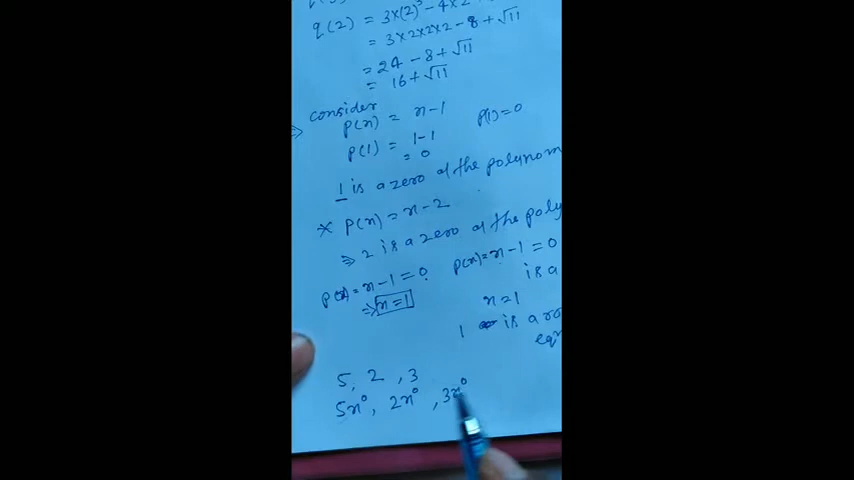 q(2) = 3×(2)³ - 4×2
= 3×2×2×2 - 8 + √11
= 24 - 8 + √11
= 16 + √11
⇒ consider
p(x) = x-1 p(1)=0
p(1) = 1-1
= 0
1 is a zero of the polynom
* p(x) = x-2
⇒ 2 is a zero of the poly
p(x) = x-1 = 0 p(x) = x-1 = 0
⇒ x=1 is a
x=1
1 is a ro
eqⁿ
5, 2, 3
5x⁰, 2x⁰, 3x⁰